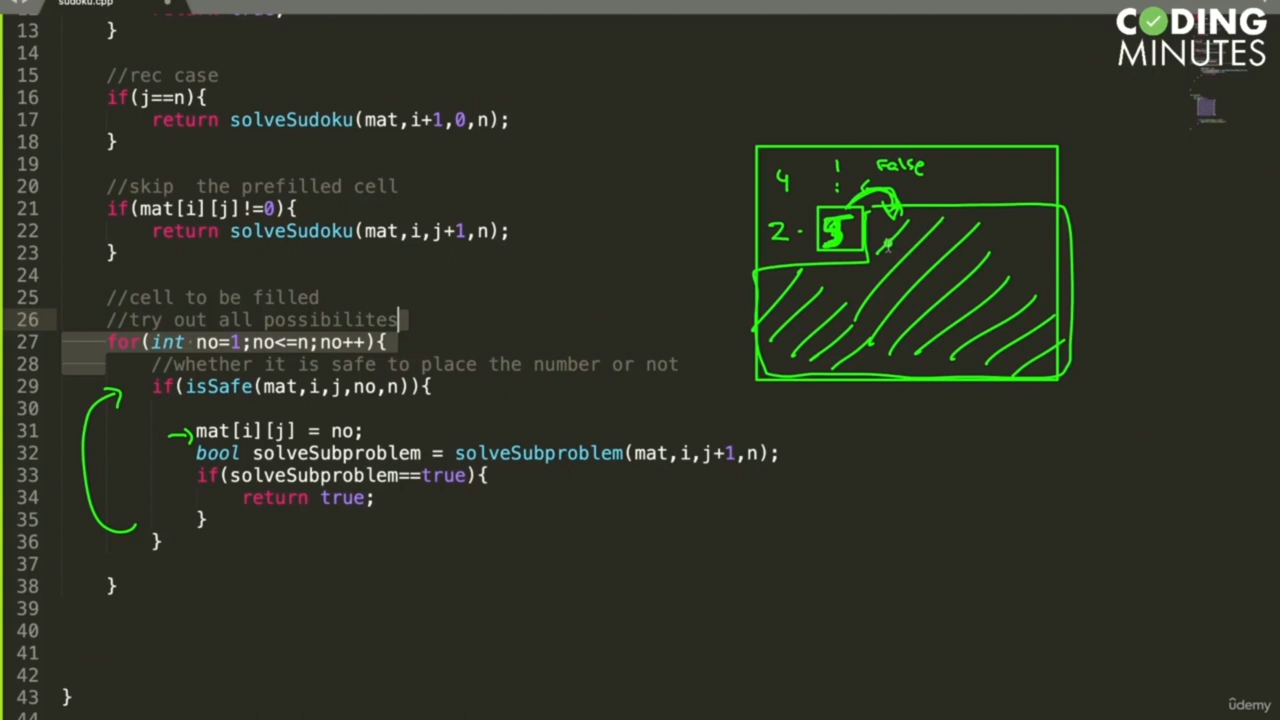 sudoku.cpp
CODING
MINUTES
13 }
14
15 //rec case
16 if(j==n){
17 return solveSudoku(mat,i+1,0,n);
18 }
19
20 //skip the prefilled cell
21 if(mat[i][j]!=0){
22 return solveSudoku(mat,i,j+1,n);
23 }
24
25 //cell to be filled
26 //try out all possibilites
27 for(int no=1;no<=n;no++){
28 //whether it is safe to place the number or not
29 if(isSafe(mat,i,j,no,n)){
30
31 mat[i][j] = no;
32 bool solveSubproblem = solveSubproblem(mat,i,j+1,n);
33 if(solveSubproblem==true){
34 return true;
35 }
36 }
37
38 }
39
40
41
42
43 }
4 False
2
udemy